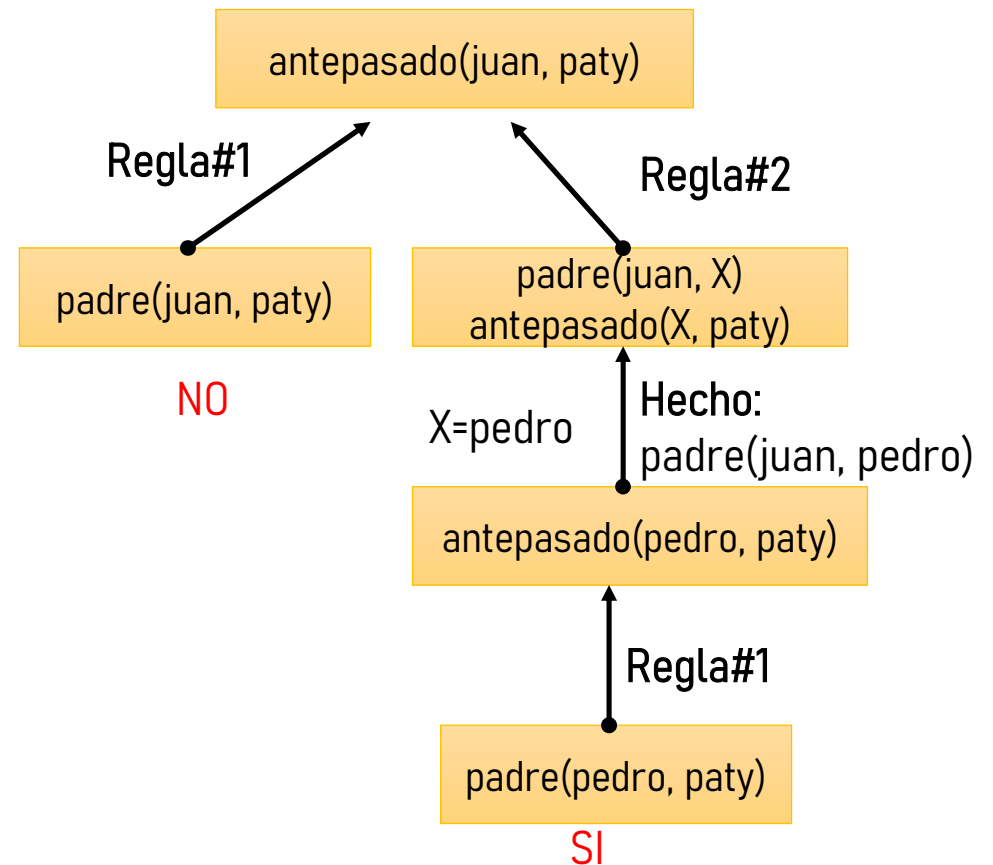 antepasado(juan, paty)
Regla#1
Regla#2
padre(juan, paty)
padre(juan, X)
antepasado(X, paty)
NO
X=pedro
Hecho:
padre(juan, pedro)
antepasado(pedro, paty)
Regla#1
padre(pedro, paty)
SI